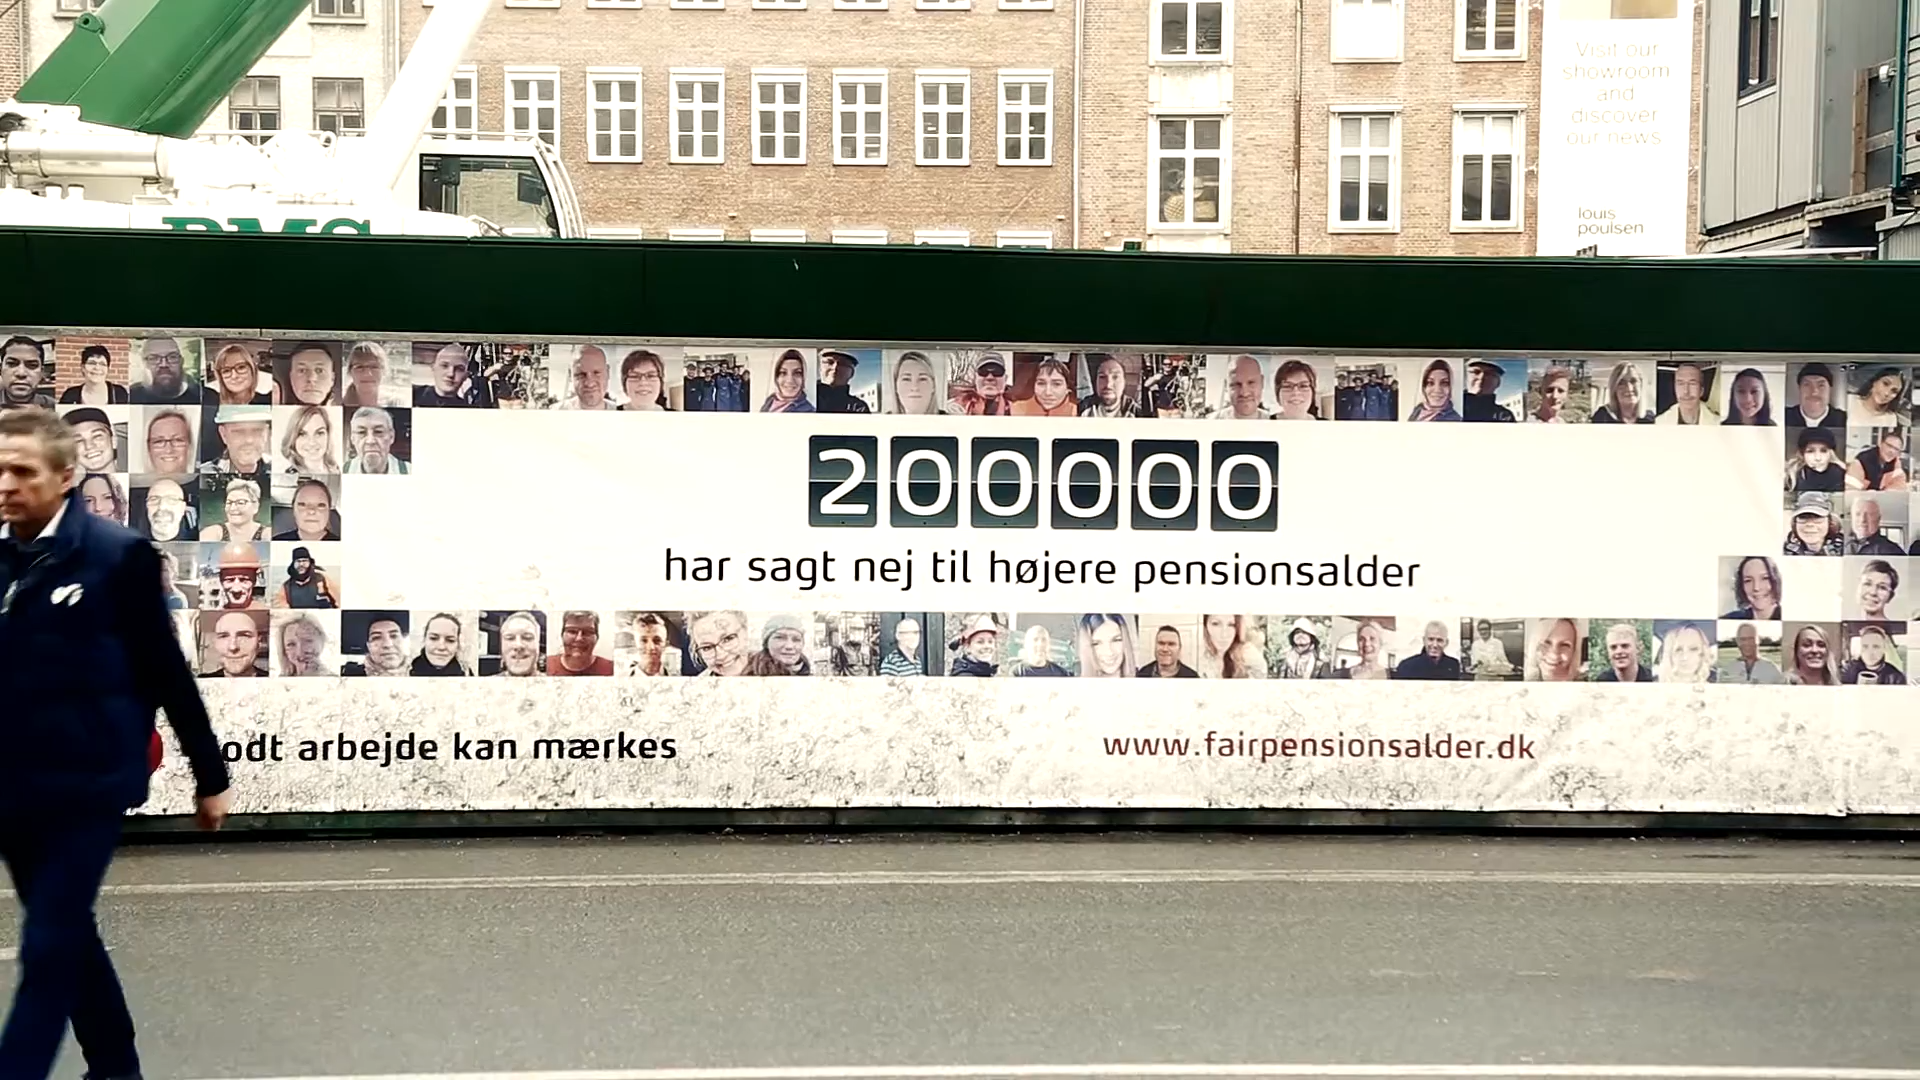 Visit our
showroom
and
discover
our news
louis
poulsen
BMS
200000
har sagt nej til højere pensionsalder
odt arbejde kan mærkes
www.fairpensionsalder.dk